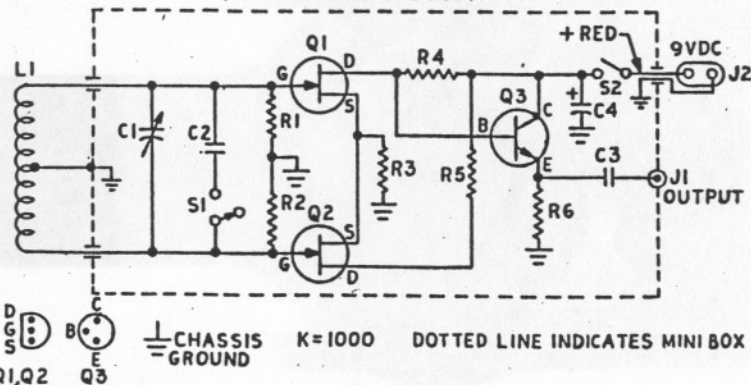 + RED
9VDC
L1
Q1
D
G
S
R4
J2
S2
C1
C2
R1
Q3
C
+
C4
B
E
C3
R3
R5
J1
OUTPUT
S1
R2
Q2
S
G
D
R6
D
G
S
Q1,Q2
C
B
E
Q3
CHASSIS
GROUND
K=1000
DOTTED LINE INDICATES MINI BOX